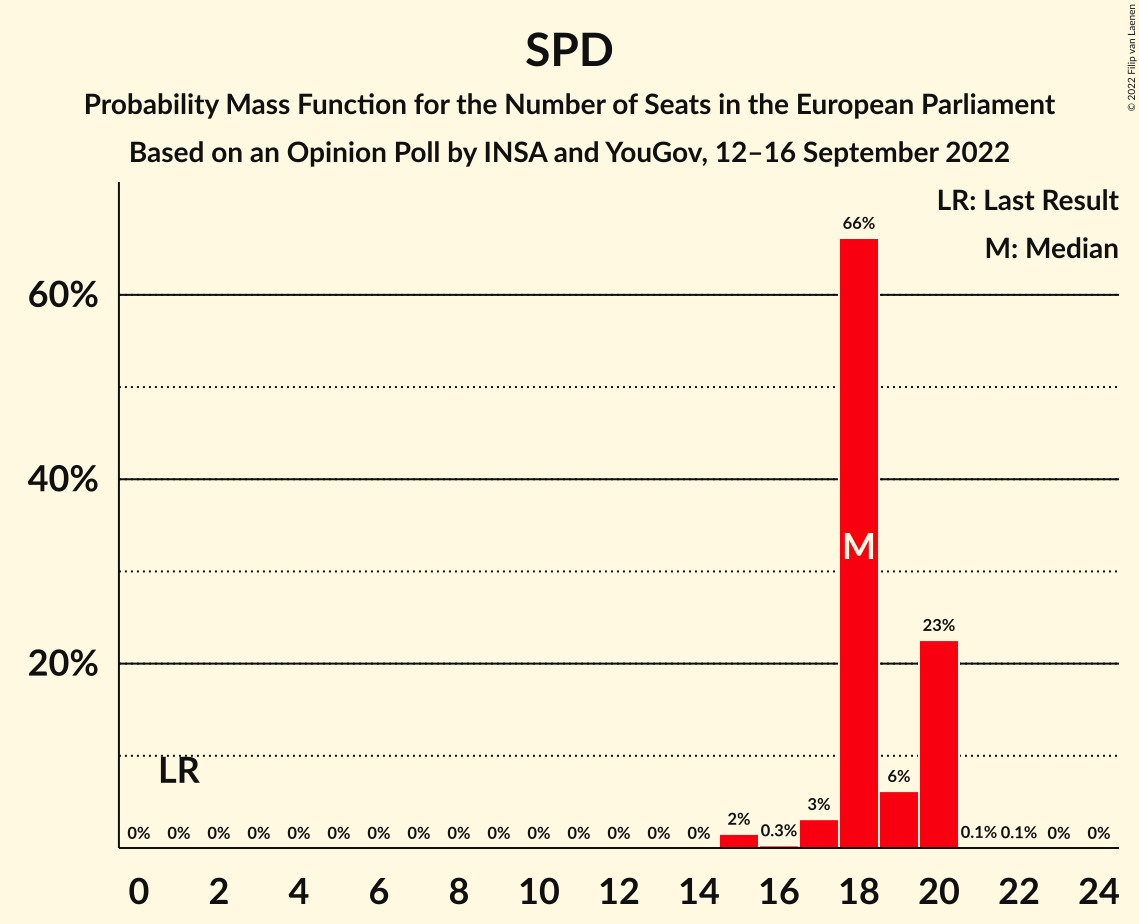 SPD
Probability Mass Function for the Number of Seats in the European Parliament
Based on an Opinion Poll by INSA and YouGov, 12–16 September 2022
© 2022 Filip van Laenen
LR: Last Result
M: Median
66%
60%
40%
M
23%
20%
LR
6%
3%
2%
0% 0% 0% 0% 0% 0% 0% 0% 0% 0% 0% 0% 0% 0% 0% 0.3% 0.1% 0.1% 0% 0%
0 2 4 6 8 10 12 14 16 18 20 22 24